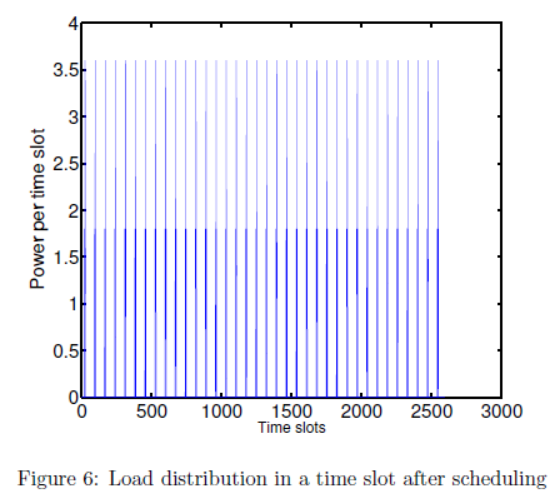 4
3.5
3
2.5
2
1.5
1
0.5
0
Power per time slot
0 500 1000 1500 2000 2500 3000
Time slots
Figure 6: Load distribution in a time slot after scheduling